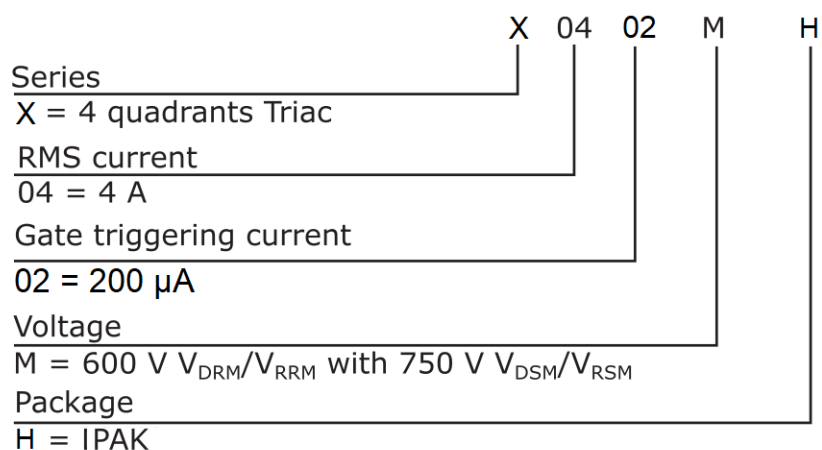 X 04 02 M H
Series
X = 4 quadrants Triac
RMS current
04 = 4 A
Gate triggering current
02 = 200 µA
Voltage
M = 600 V VDRM/VRRM with 750 V VDSM/VRSM
Package
H = IPAK